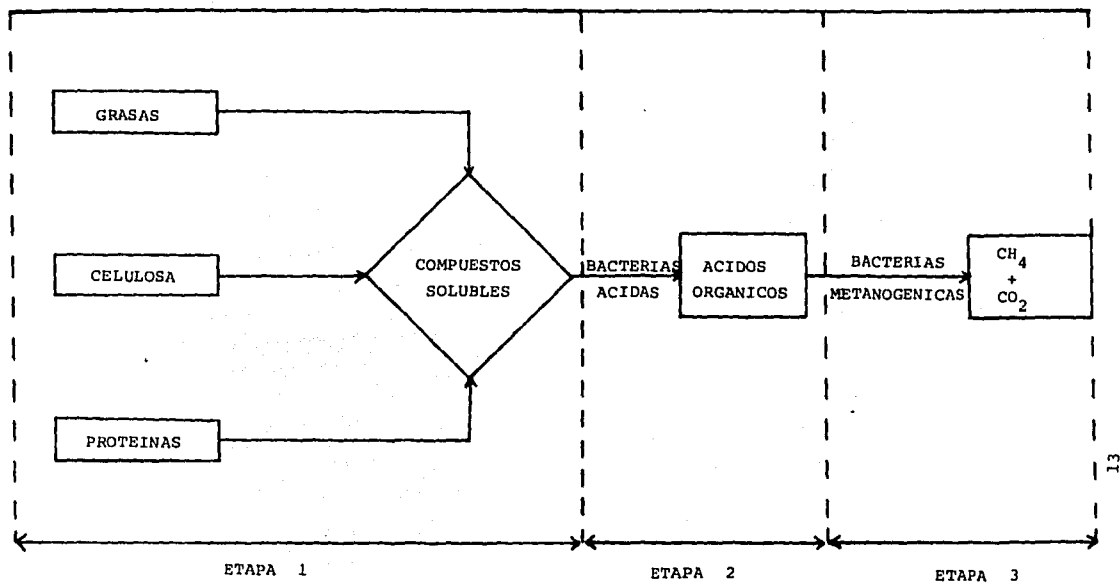 GRASAS
CELULOSA
PROTEINAS
COMPUESTOS
SOLUBLES
BACTERIAS
ACIDAS
ACIDOS
ORGANICOS
BACTERIAS
METANOGENICAS
CH4
+
CO2
13
ETAPA 1
ETAPA 2
ETAPA 3